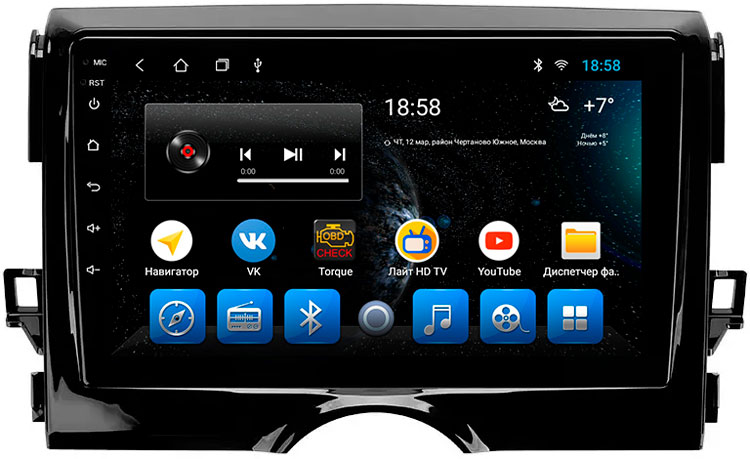 MIC
18:58
RST
18:58
+7°
ЧТ, 12 мар, район Чертаново Южное, Москва
Днём +8°
Ночью +5°
0:00
0:00
OBD
CHECK
Навигатор
VK
Torque
Лайт HD TV
YouTube
Диспетчер фа..